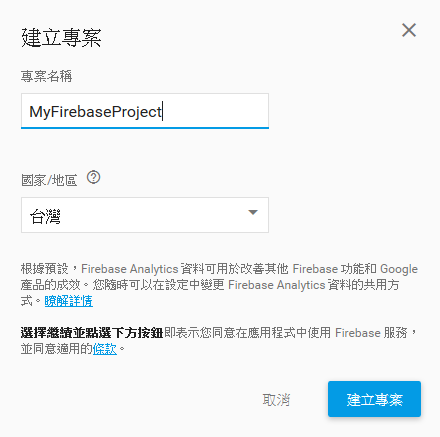 建立專案
專案名稱
MyFirebaseProject
國家/地區
台灣
根據預設，Firebase Analytics 資料可用於改善其他 Firebase 功能和 Google
產品的成效。您隨時可以在設定中變更 Firebase Analytics 資料的共用方
式。瞭解詳情
選擇繼續並點選下方按鈕即表示您同意在應用程式中使用 Firebase 服務，
並同意適用的條款。
取消
建立專案